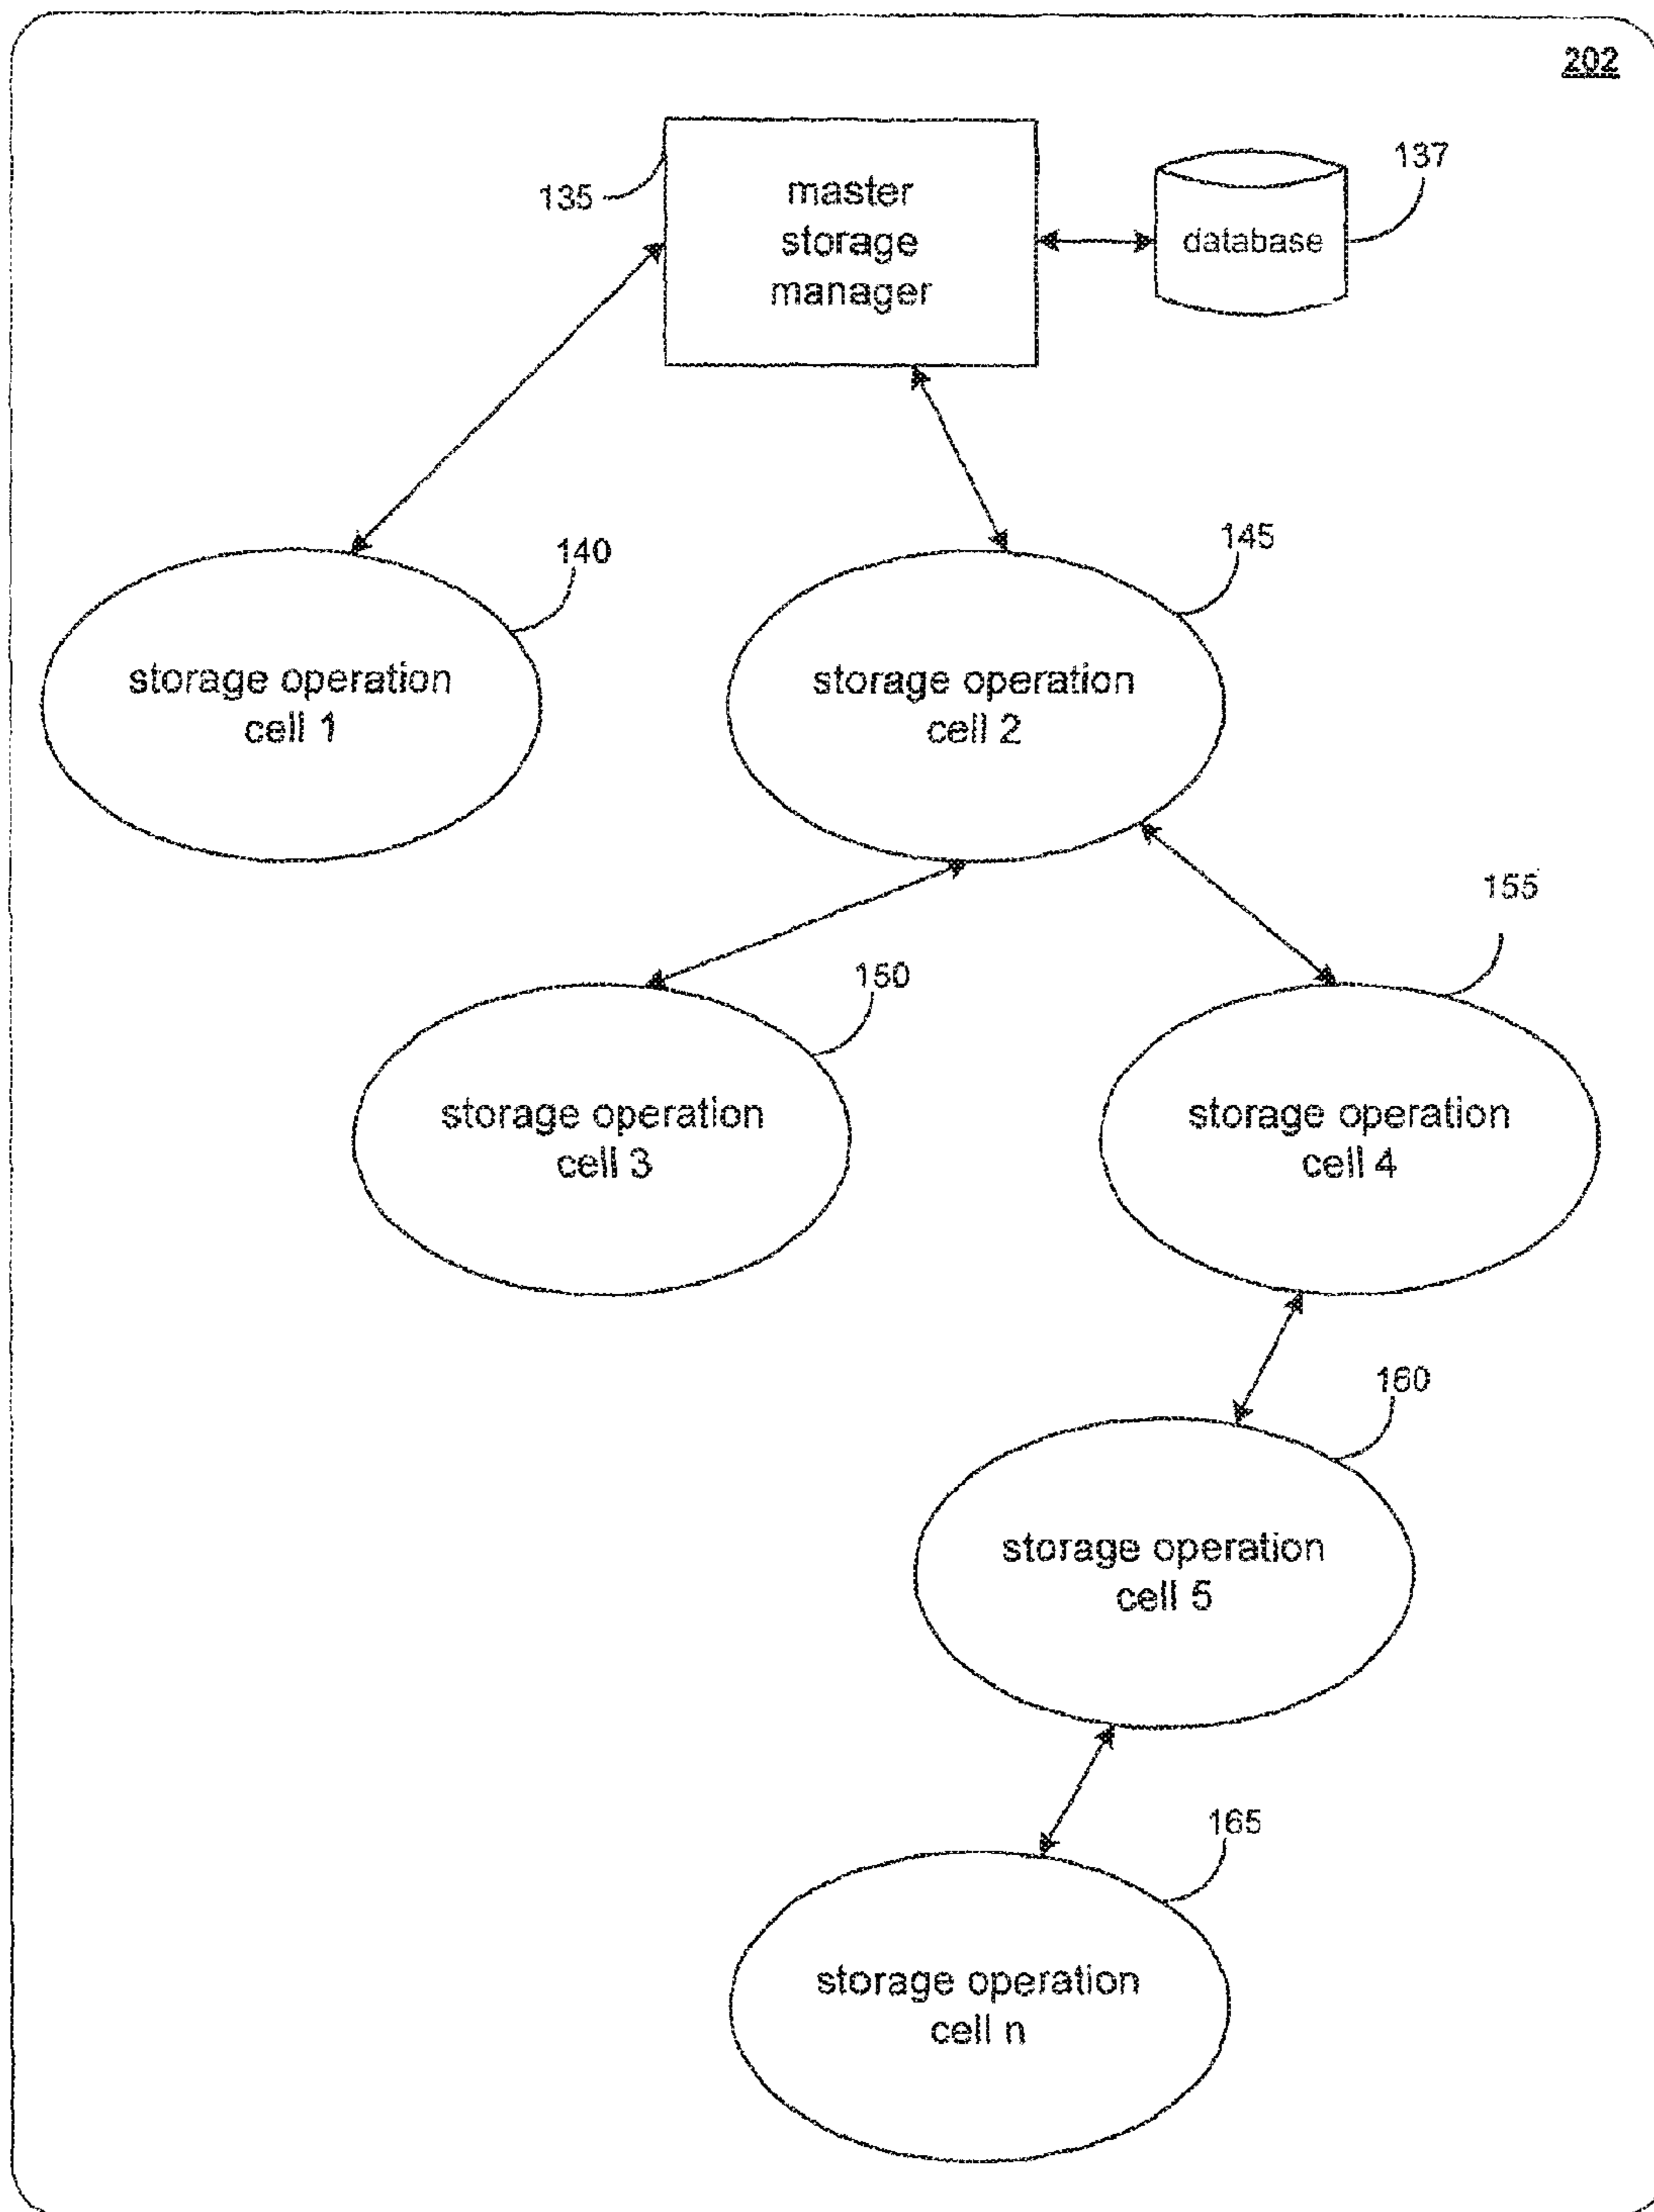 202
137
135
master
storage
manager
database
140
145
storage operation
cell 1
storage operation
cell 2
155
150
storage operation
cell 3
storage operation
cell 4
160
storage operation
cell 5
165
storage operation
cell n